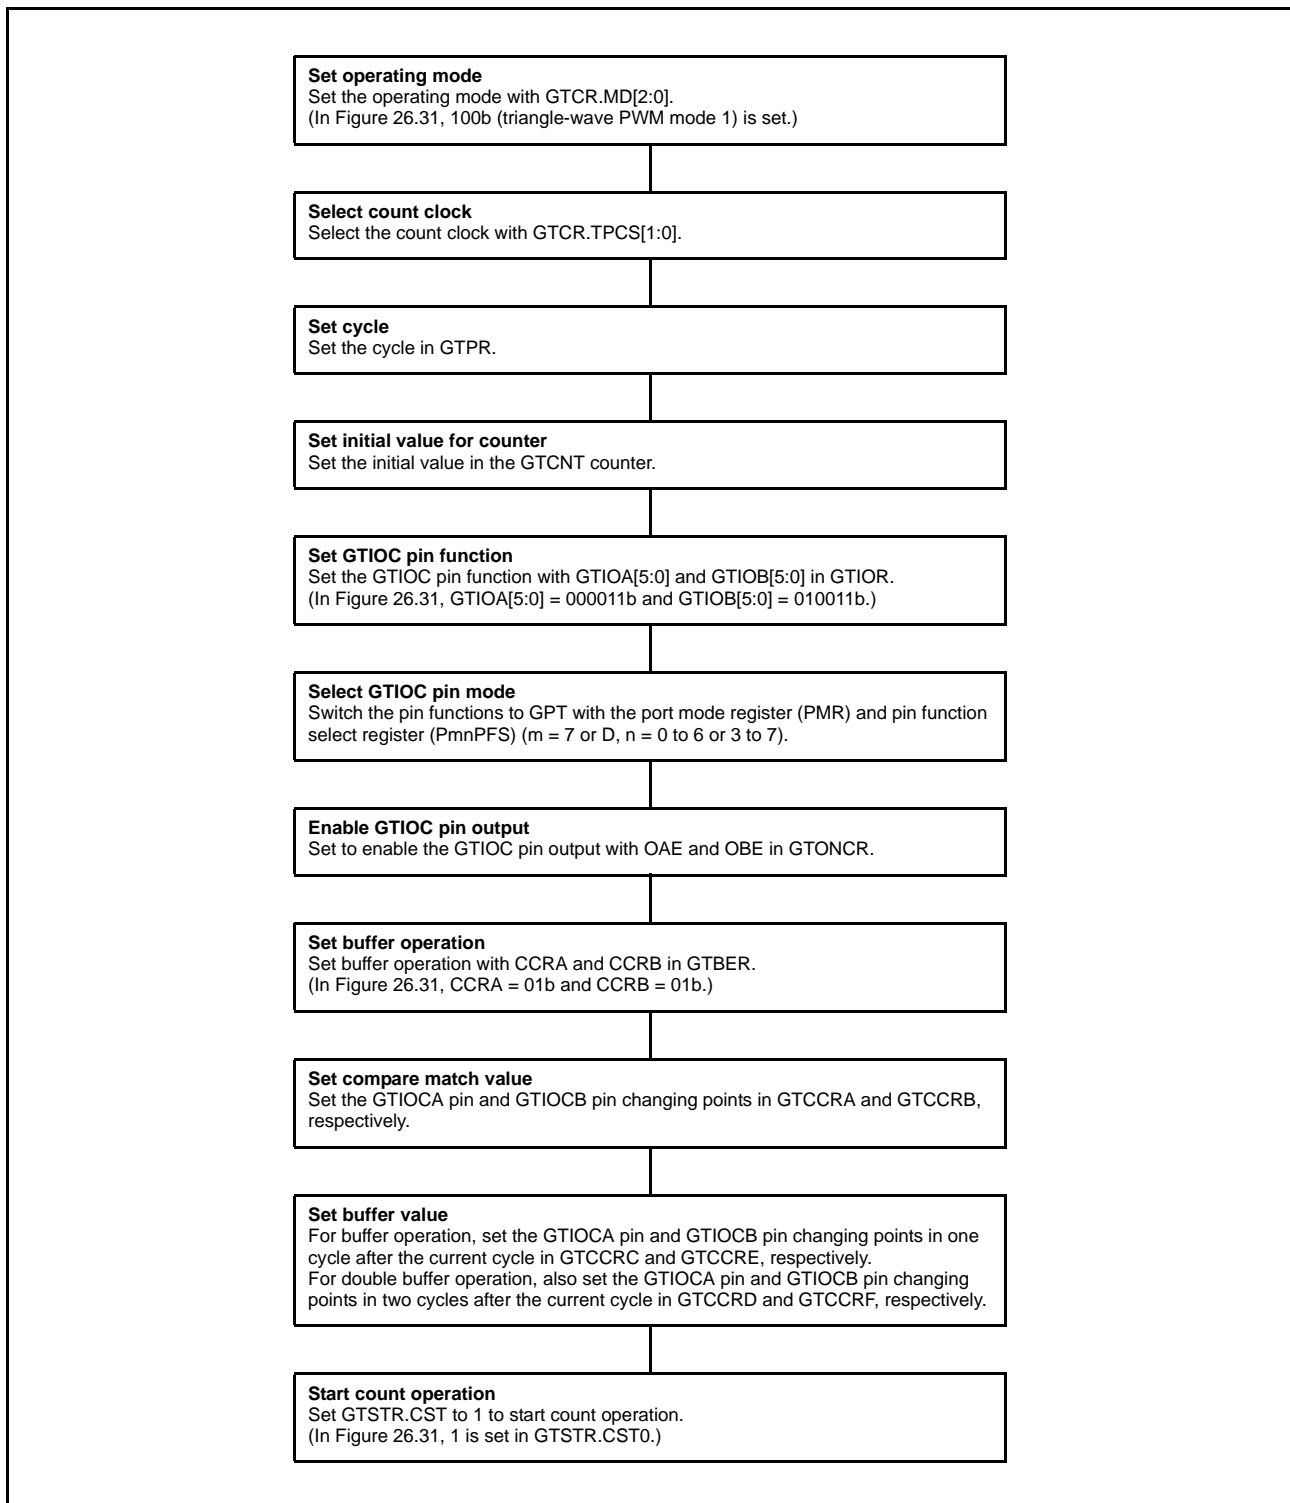 Set operating mode
Set the operating mode with GTCR.MD[2:0].
(In Figure 26.31, 100b (triangle-wave PWM mode 1) is set.)
Select count clock
Select the count clock with GTCR.TPCS[1:0].
Set cycle
Set the cycle in GTPR.
Set initial value for counter
Set the initial value in the GTCNT counter.
Set GTIOC pin function
Set the GTIOC pin function with GTIOA[5:0] and GTIOB[5:0] in GTIOR.
(In Figure 26.31, GTIOA[5:0] = 000011b and GTIOB[5:0] = 010011b.)
Select GTIOC pin mode
Switch the pin functions to GPT with the port mode register (PMR) and pin function
select register (PmnPFS) (m = 7 or D, n = 0 to 6 or 3 to 7).
Enable GTIOC pin output
Set to enable the GTIOC pin output with OAE and OBE in GTONCR.
Set buffer operation
Set buffer operation with CCRA and CCRB in GTBER.
(In Figure 26.31, CCRA = 01b and CCRB = 01b.)
Set compare match value
Set the GTIOCA pin and GTIOCB pin changing points in GTCCRA and GTCCRB,
respectively.
Set buffer value
For buffer operation, set the GTIOCA pin and GTIOCB pin changing points in one
cycle after the current cycle in GTCCRC and GTCCRE, respectively.
For double buffer operation, also set the GTIOCA pin and GTIOCB pin changing
points in two cycles after the current cycle in GTCCRD and GTCCRF, respectively.
Start count operation
Set GTSTR.CST to 1 to start count operation.
(In Figure 26.31, 1 is set in GTSTR.CST0.)